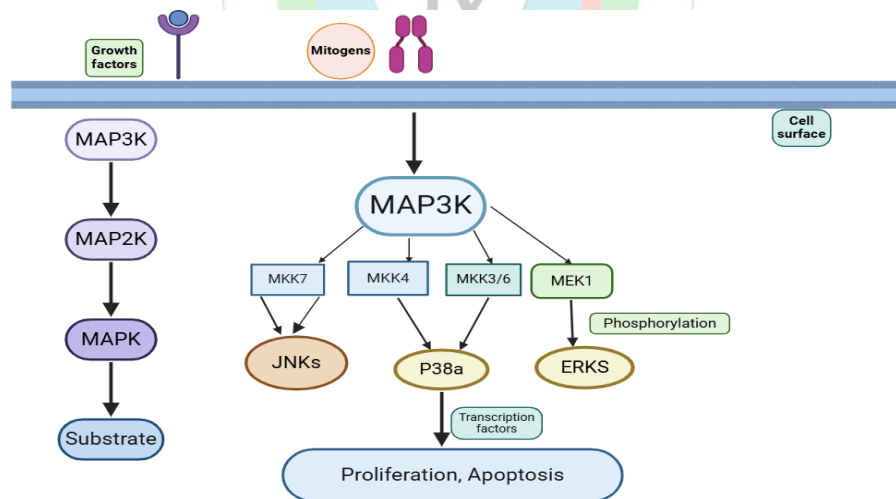 Growth
factors
Mitogens
Cell
surface
MAP3K
MAP3K
MAP2K
MKK7
MKK4
MKK3/6
MEK1
Phosphorylation
MAPK
JNKs
P38a
ERKS
Transcription
factors
Substrate
Proliferation, Apoptosis